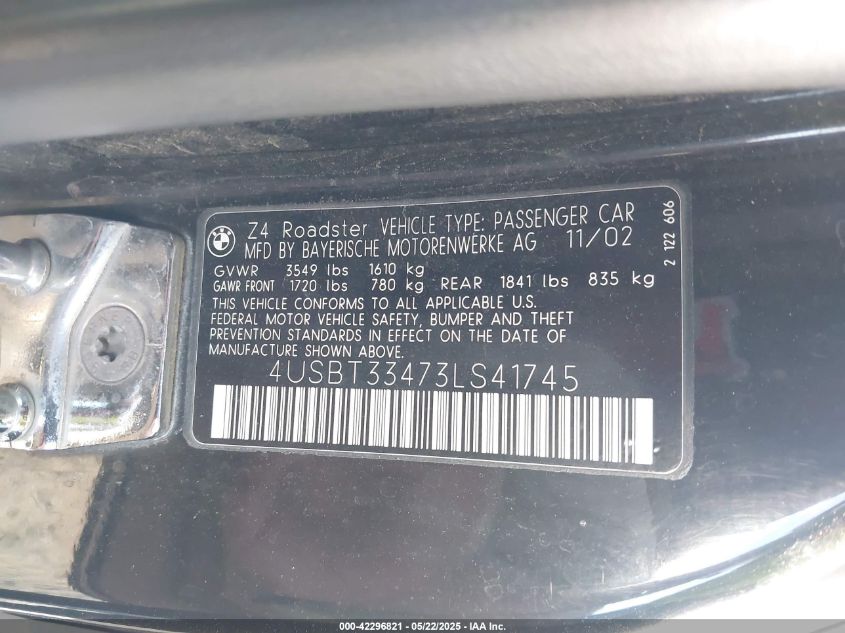 Z4 Roadster VEHICLE TYPE: PASSENGER CAR
MFD BY BAYERISCHE MOTORENWERKE AG 11/02
GVWR 3549 lbs 1610 kg
GAWR FRONT 1720 lbs 780 kg REAR 1841 lbs 835 kg
THIS VEHICLE CONFORMS TO ALL APPLICABLE U.S.
FEDERAL MOTOR VEHICLE SAFETY, BUMPER AND THEFT
PREVENTION STANDARDS IN EFFECT ON THE DATE OF
MANUFACTURE SHOWN ABOVE.
4USBT33473LS41745
2 122 606
000-42296821 - 05/22/2025 - IAA Inc.